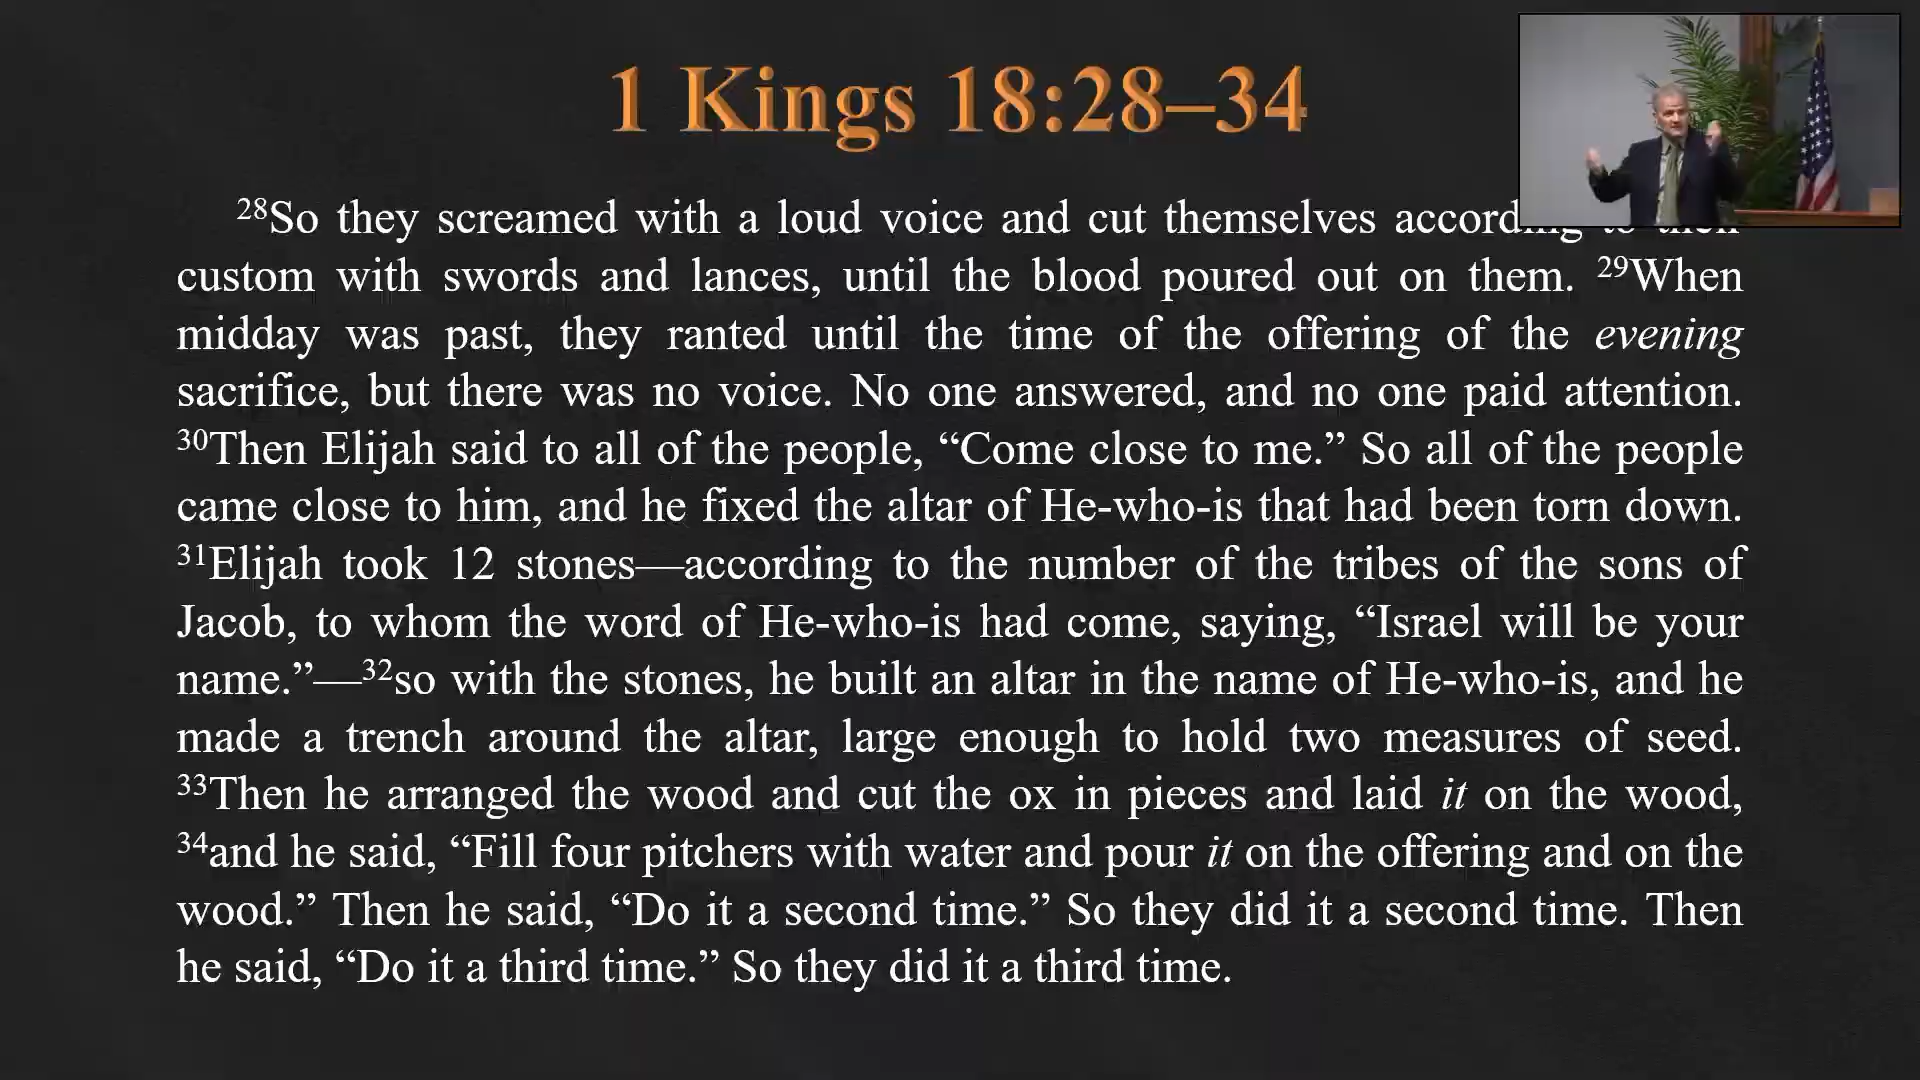 1 Kings 18:28–34
28So they screamed with a loud voice and cut themselves according to their
custom with swords and lances, until the blood poured out on them. 29When
midday was past, they ranted until the time of the offering of the evening
sacrifice, but there was no voice. No one answered, and no one paid attention.
30Then Elijah said to all of the people, “Come close to me.” So all of the people
came close to him, and he fixed the altar of He-who-is that had been torn down.
31Elijah took 12 stones—according to the number of the tribes of the sons of
Jacob, to whom the word of He-who-is had come, saying, “Israel will be your
name.”—32so with the stones, he built an altar in the name of He-who-is, and he
made a trench around the altar, large enough to hold two measures of seed.
33Then he arranged the wood and cut the ox in pieces and laid it on the wood,
34and he said, “Fill four pitchers with water and pour it on the offering and on the
wood.” Then he said, “Do it a second time.” So they did it a second time. Then
he said, “Do it a third time.” So they did it a third time.